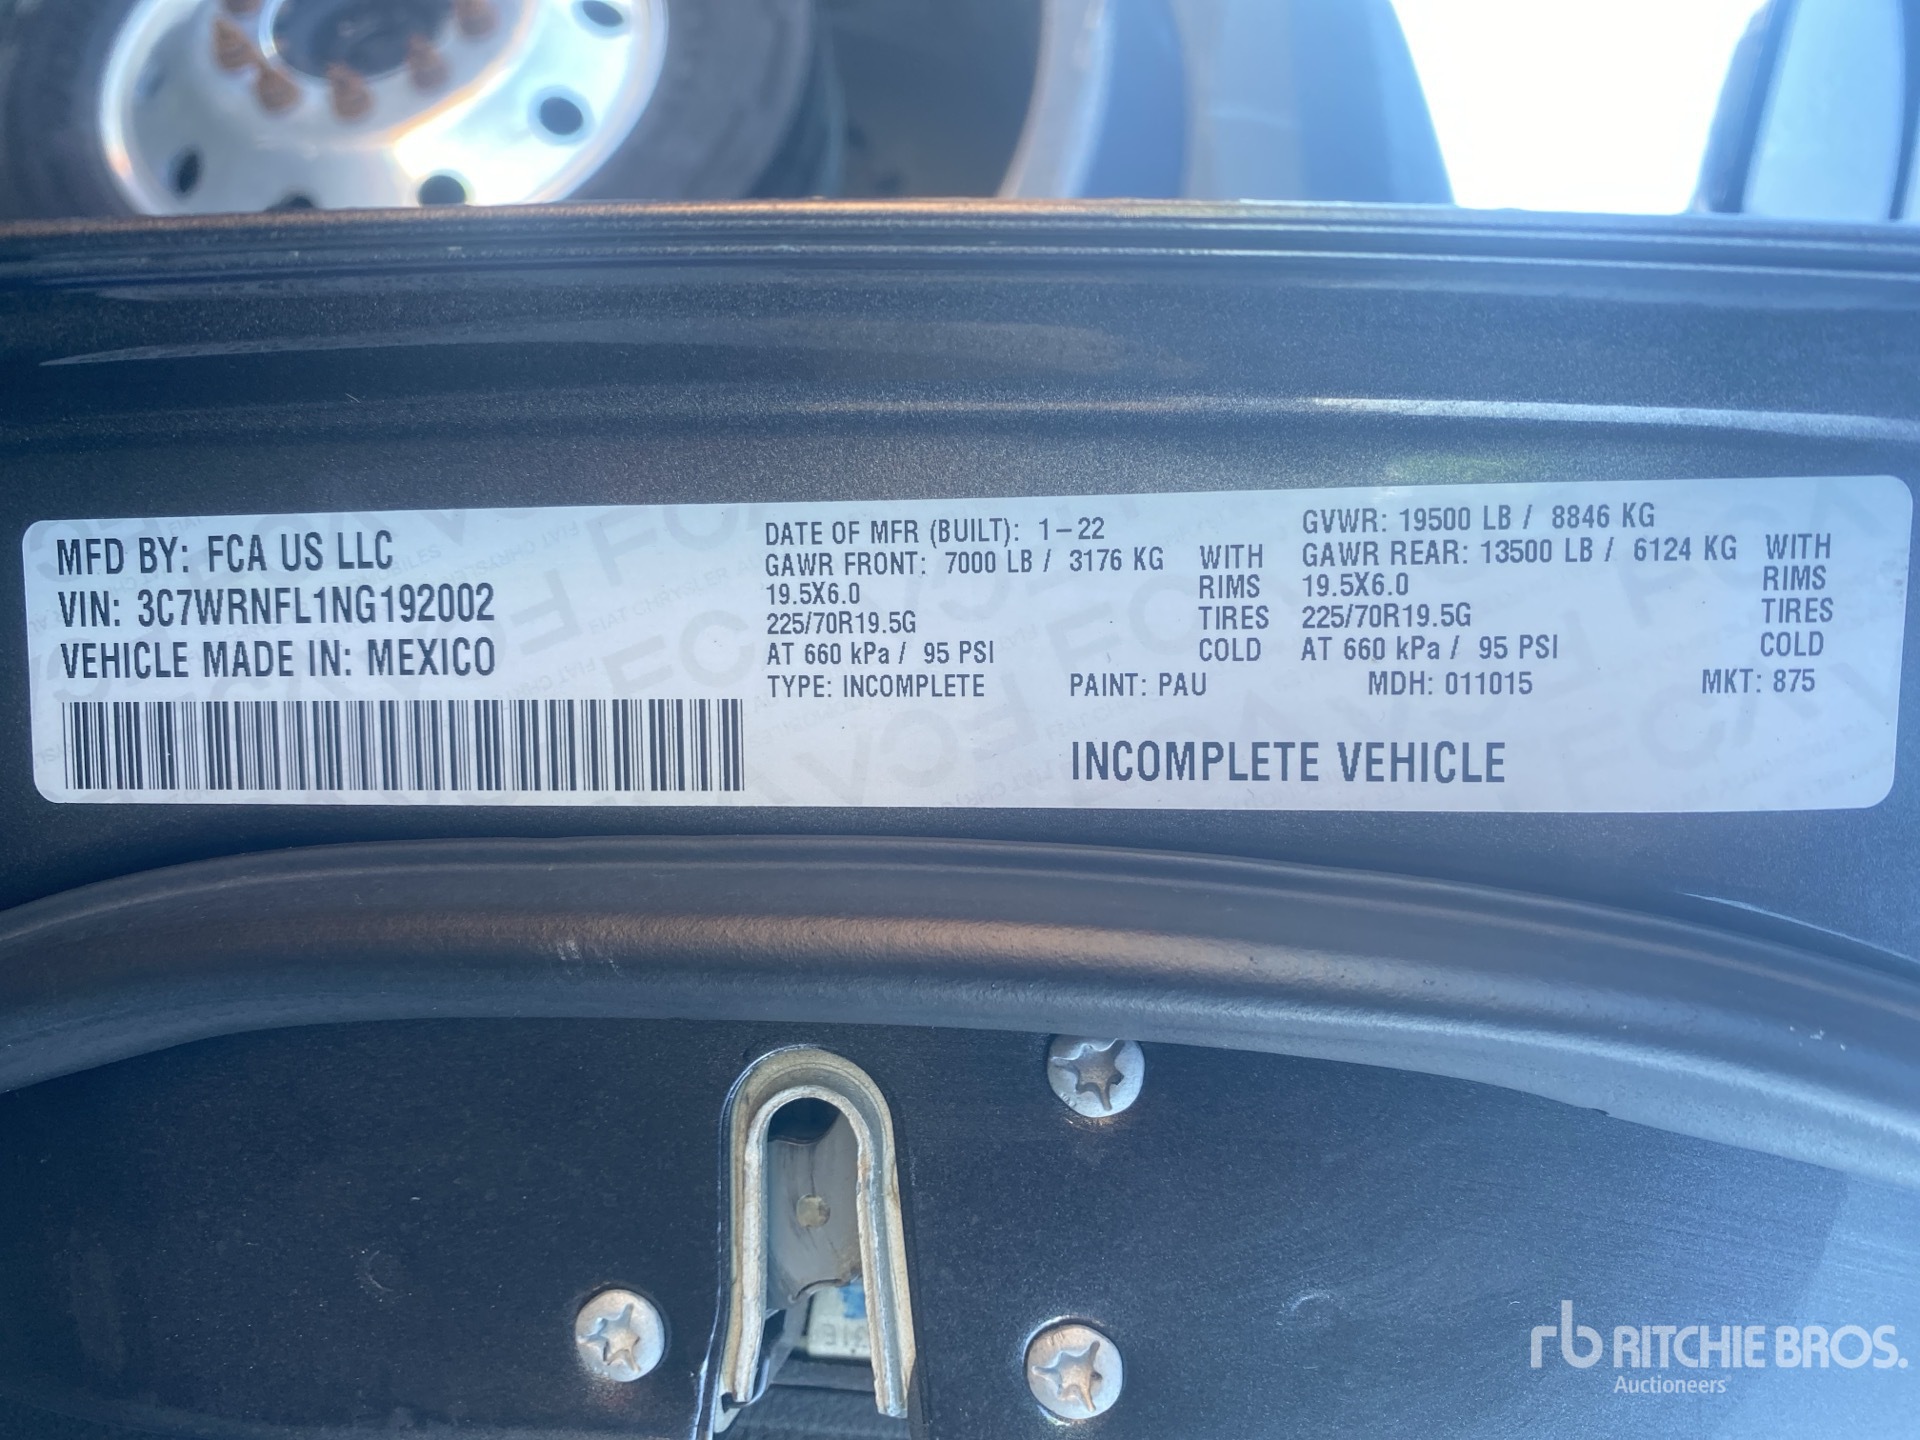 MFD BY: FCA US LLC
VIN: 3C7WRNFL1NG192002
VEHICLE MADE IN: MEXICO
DATE OF MFR (BUILT): 1-22
GVWR: 19500 LB / 8846 KG
GAWR FRONT: 7000 LB / 3176 KG WITH
GAWR REAR: 13500 LB / 6124 KG WITH
19.5X6.0 RIMS
19.5X6.0 RIMS
225/70R19.5G TIRES
225/70R19.5G TIRES
AT 660 kPa / 95 PSI COLD
AT 660 kPa / 95 PSI COLD
TYPE: INCOMPLETE PAINT: PAU MDH: 011015 MKT: 875
INCOMPLETE VEHICLE
rb RITCHIE BROS.
Auctioneers